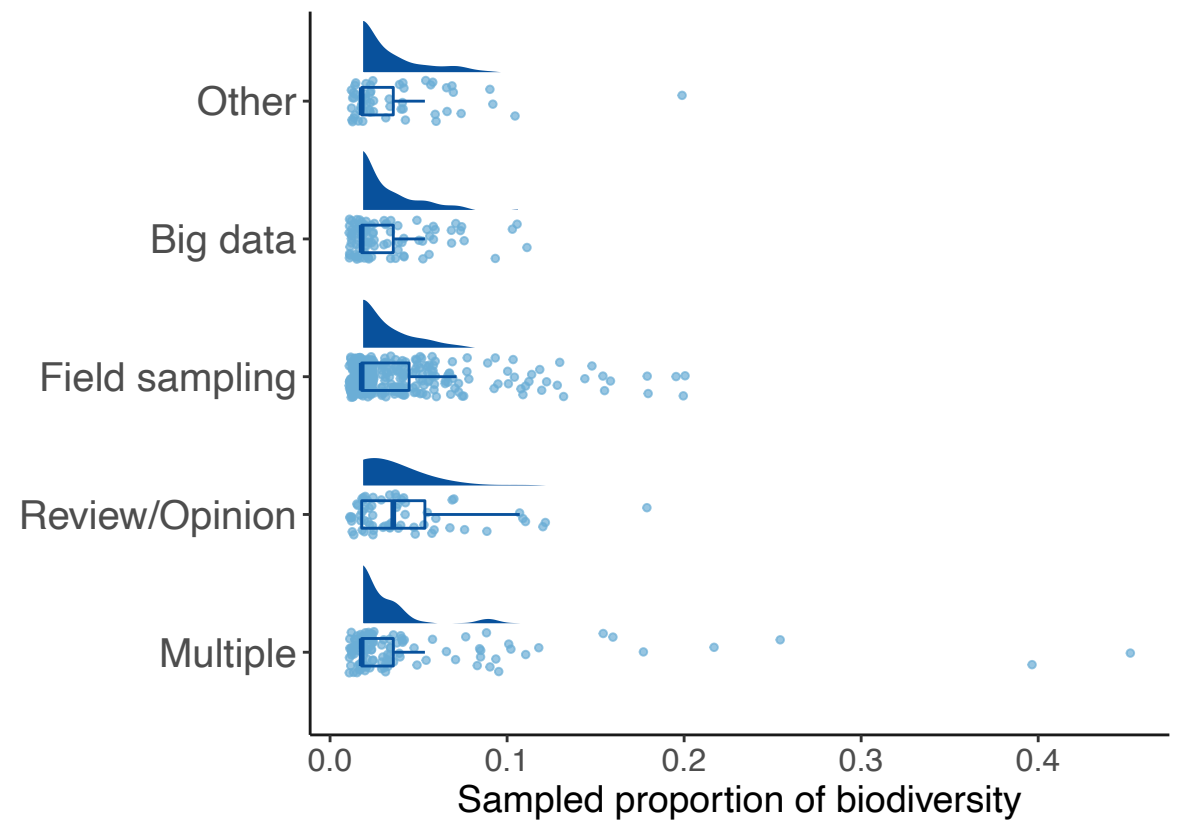 Other
Big data
Field sampling
Review/Opinion
Multiple
0.0 0.1 0.2 0.3 0.4
Sampled proportion of biodiversity